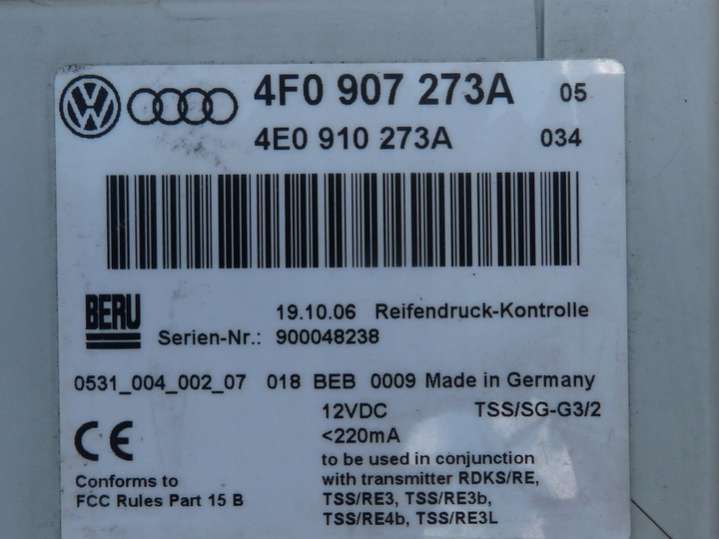 4F0 907 273A 05
4E0 910 273A 034
BERU
19.10.06 Reifendruck-Kontrolle
Serien-Nr.: 900048238
0531_004_002_07 018 BEB 0009 Made in Germany
12VDC TSS/SG-G3/2
<220mA
CE
to be used in conjunction
with transmitter RDKS/RE,
TSS/RE3, TSS/RE3b,
TSS/RE4b, TSS/RE3L
Conforms to
FCC Rules Part 15 B